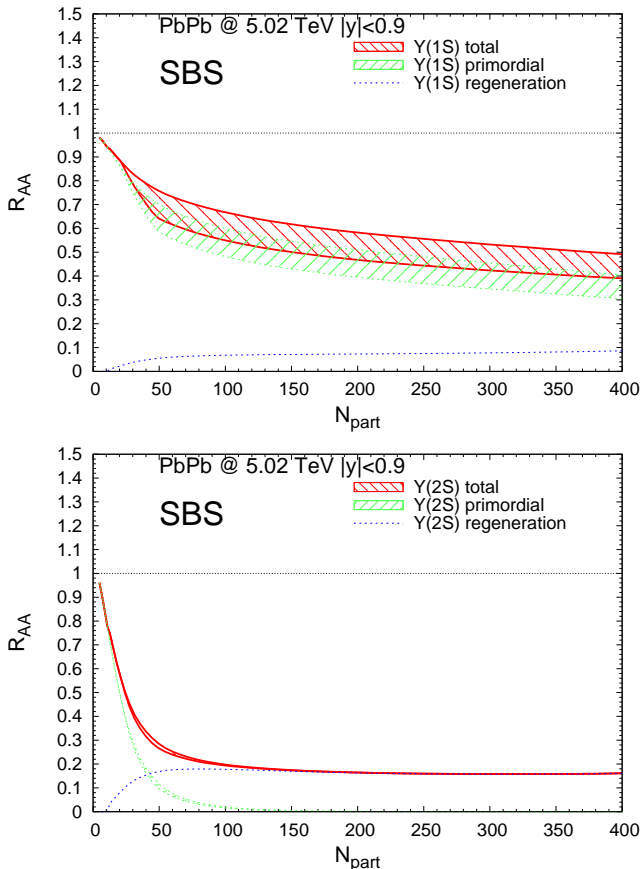 PbPb @ 5.02 TeV |y|<0.9
SBS
Y(1S) total
Y(1S) primordial
Y(1S) regeneration
R_AA
1.5
1.4
1.3
1.2
1.1
1
0.9
0.8
0.7
0.6
0.5
0.4
0.3
0.2
0.1
0
0 50 100 150 200 250 300 350 400
N_part
PbPb @ 5.02 TeV |y|<0.9
SBS
Y(2S) total
Y(2S) primordial
Y(2S) regeneration
R_AA
1.5
1.4
1.3
1.2
1.1
1
0.9
0.8
0.7
0.6
0.5
0.4
0.3
0.2
0.1
0
0 50 100 150 200 250 300 350 400
N_part